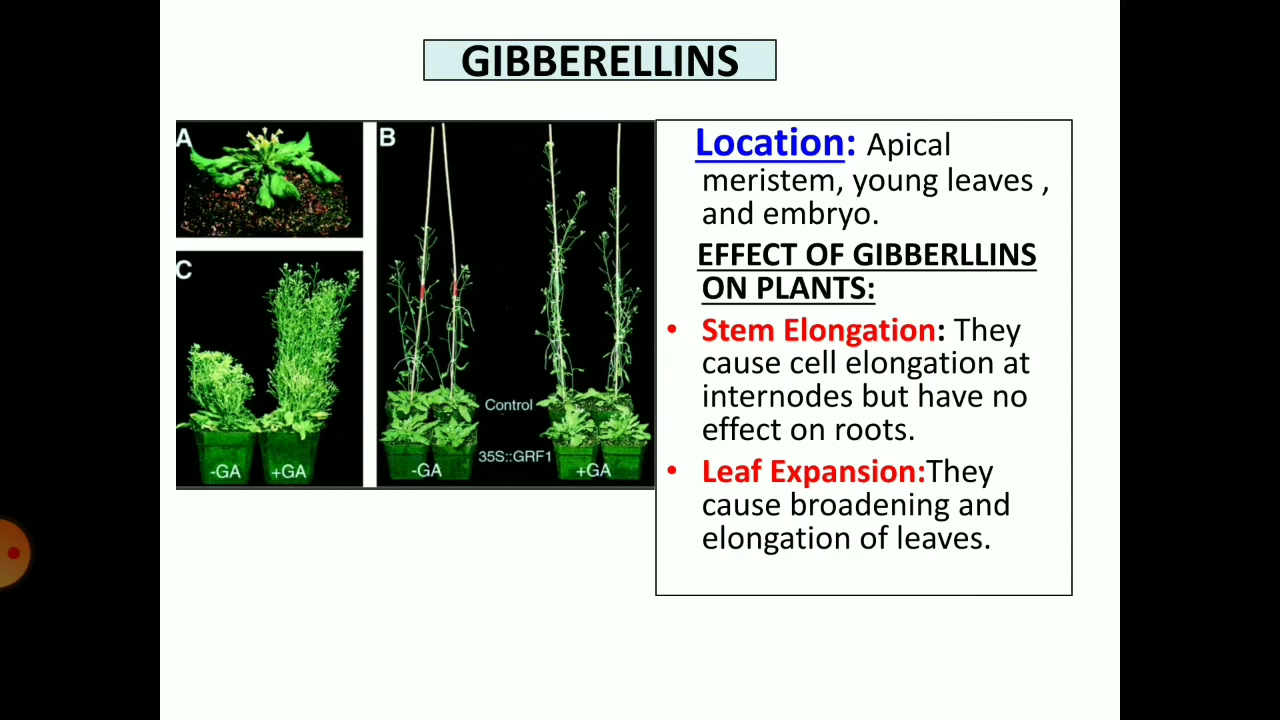 GIBBERELLINS
A
B
C
-GA
+GA
Control
35S::GRF1
-GA
+GA
Location: Apical
meristem, young leaves ,
and embryo.
EFFECT OF GIBBERLLINS
ON PLANTS:
• Stem Elongation: They
cause cell elongation at
internodes but have no
effect on roots.
• Leaf Expansion:They
cause broadening and
elongation of leaves.